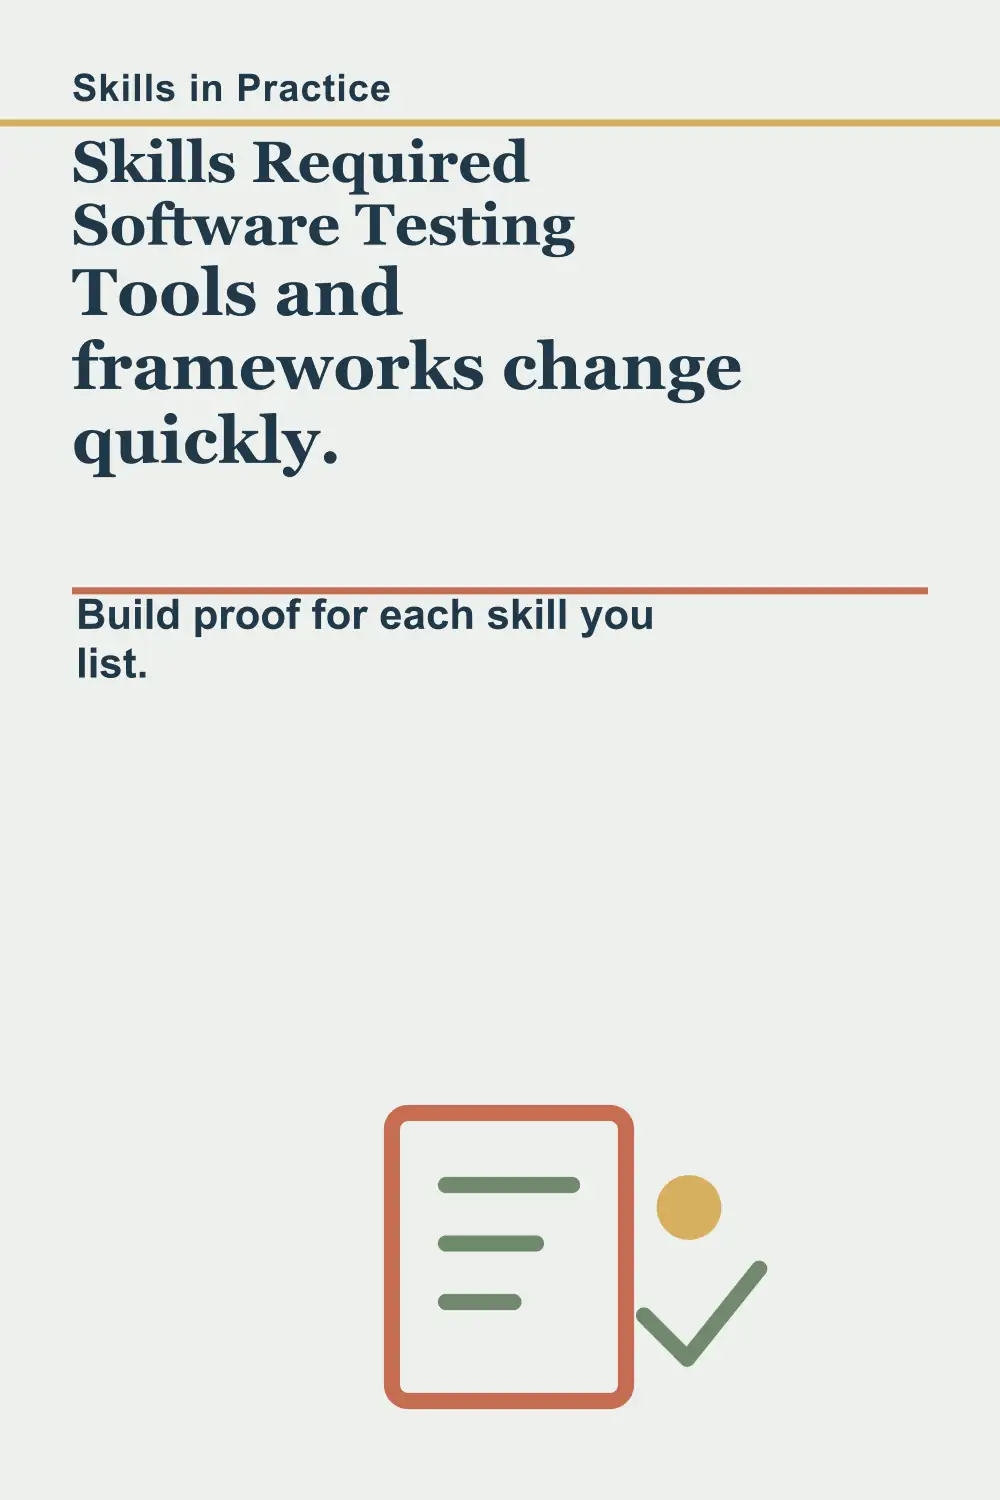 Skills in Practice
Skills Required
Software Testing
Tools and
frameworks change
quickly.
Build proof for each skill you
list.